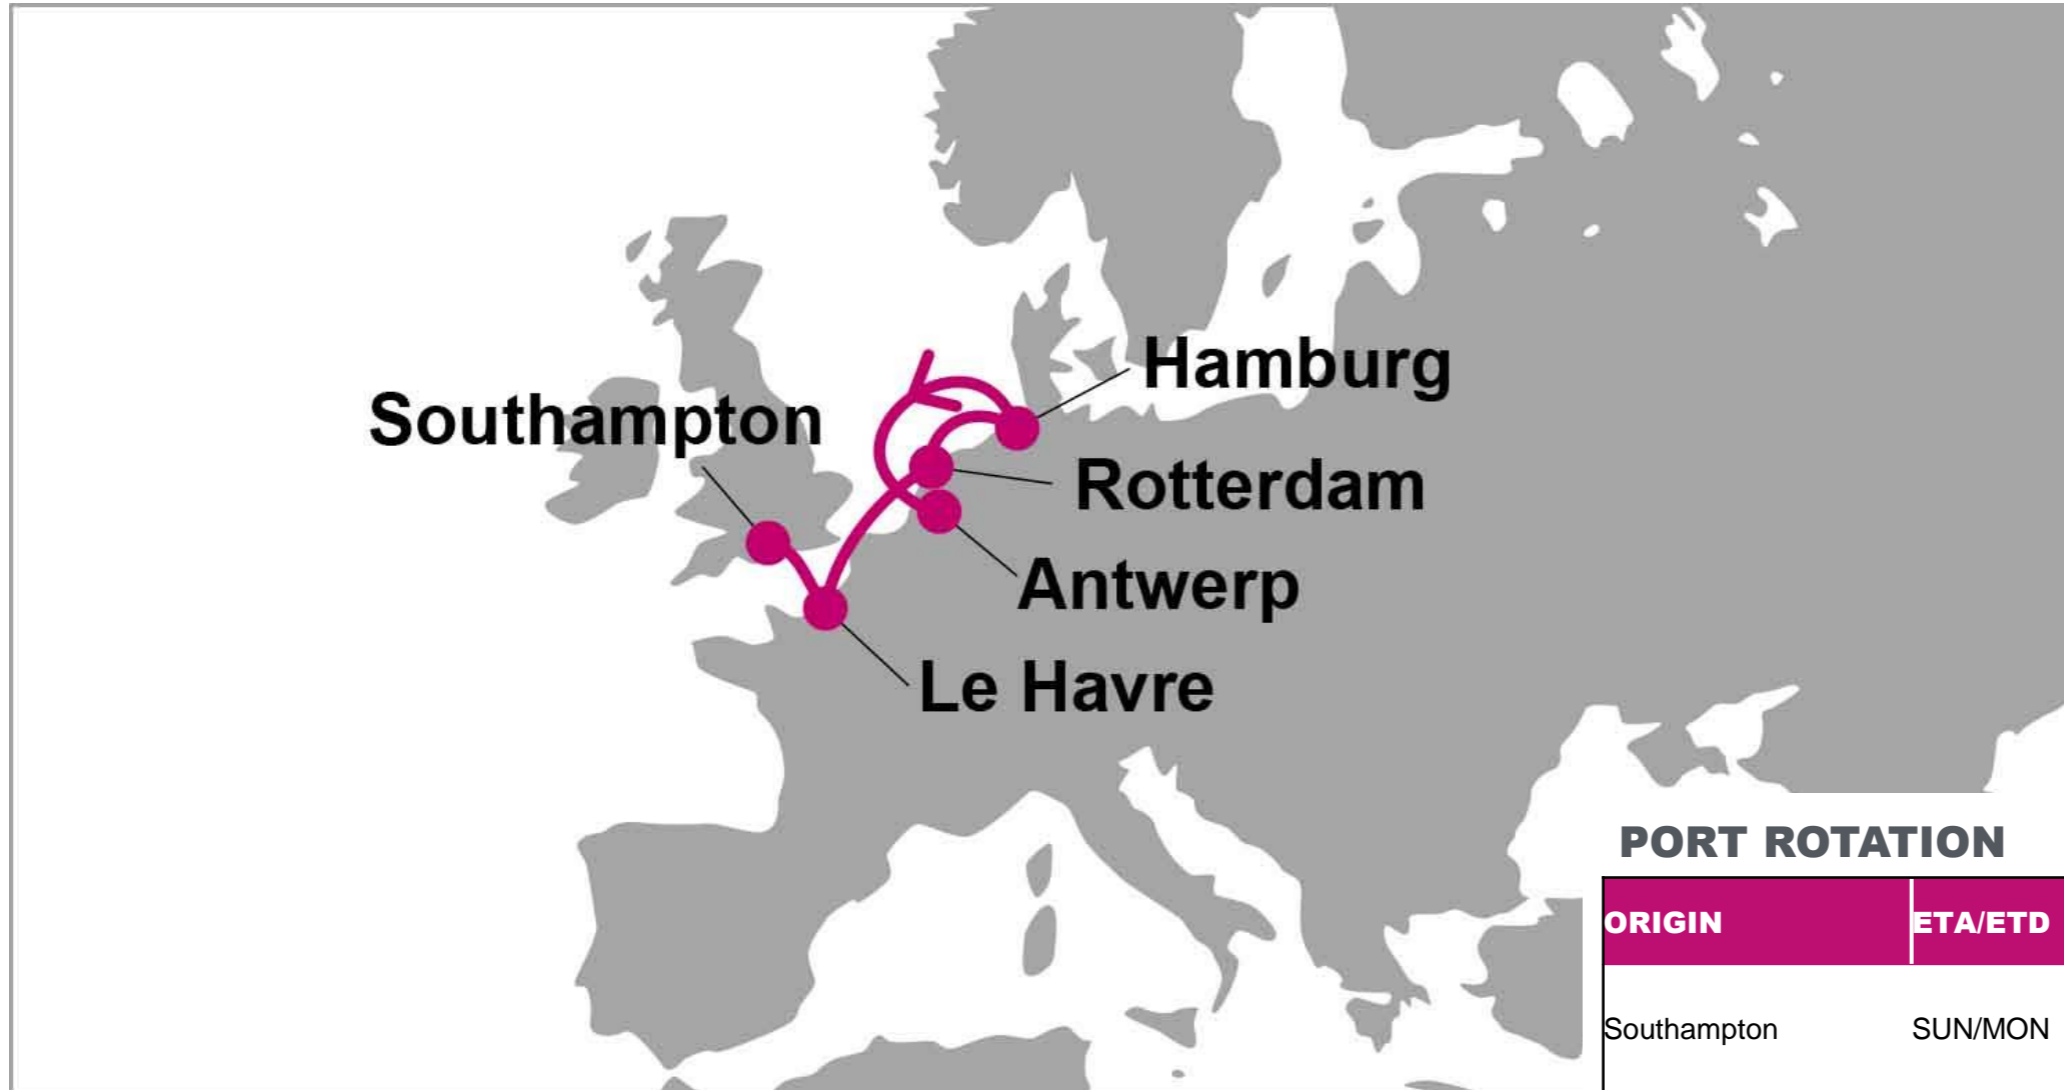 Hamburg
Southampton
Rotterdam
Antwerp
Le Havre
PORT ROTATION
ORIGIN ETA/ETD
Southampton SUN/MON